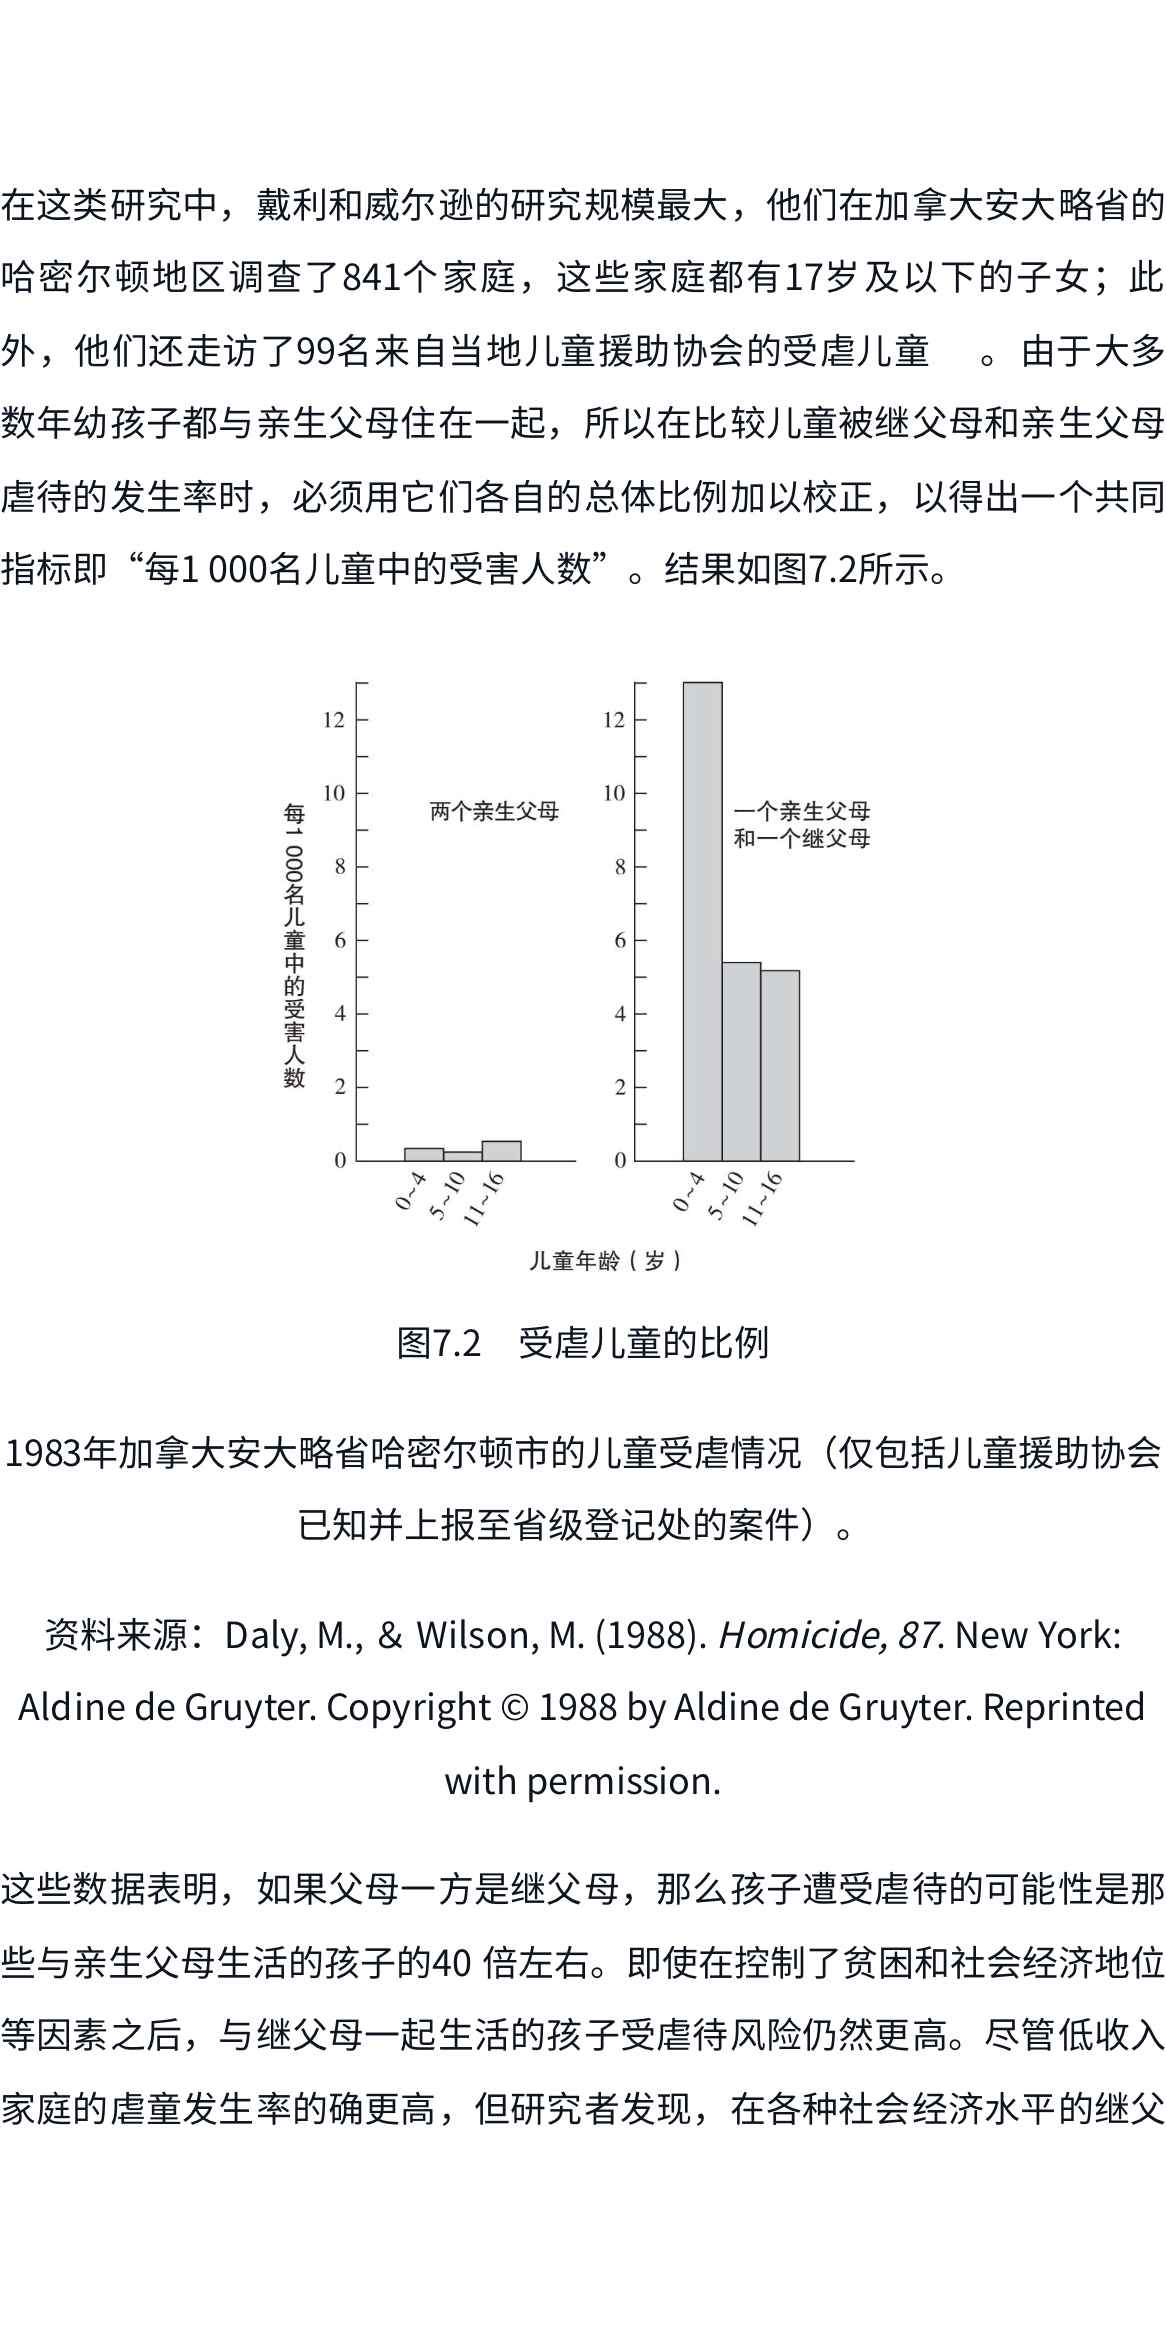 在这类研究中，戴利和威尔逊的研究规模最大，他们在加拿大安大略省的
哈密尔顿地区调查了841个家庭，这些家庭都有17岁及以下的子女；此
外，他们还走访了99名来自当地儿童援助协会的受虐儿童　。由于大多
数年幼孩子都与亲生父母住在一起，所以在比较儿童被继父母和亲生父母
虐待的发生率时，必须用它们各自的总体比例加以校正，以得出一个共同
指标即“每1 000名儿童中的受害人数”。结果如图7.2所示。
每1 000名儿童中的受害人数
12
10
8
6
4
2
0
两个亲生父母
0~4
5~10
11~16
12
10
8
6
4
2
0
一个亲生父母
和一个继父母
0~4
5~10
11~16
儿童年龄（岁）
图7.2　受虐儿童的比例
1983年加拿大安大略省哈密尔顿市的儿童受虐情况（仅包括儿童援助协会
已知并上报至省级登记处的案件）。
资料来源：Daly, M., & Wilson, M. (1988). Homicide, 87. New York:
Aldine de Gruyter. Copyright © 1988 by Aldine de Gruyter. Reprinted
with permission.
这些数据表明，如果父母一方是继父母，那么孩子遭受虐待的可能性是那
些与亲生父母生活的孩子的40 倍左右。即使在控制了贫困和社会经济地位
等因素之后，与继父母一起生活的孩子受虐待风险仍然更高。尽管低收入
家庭的虐童发生率的确更高，但研究者发现，在各种社会经济水平的继父